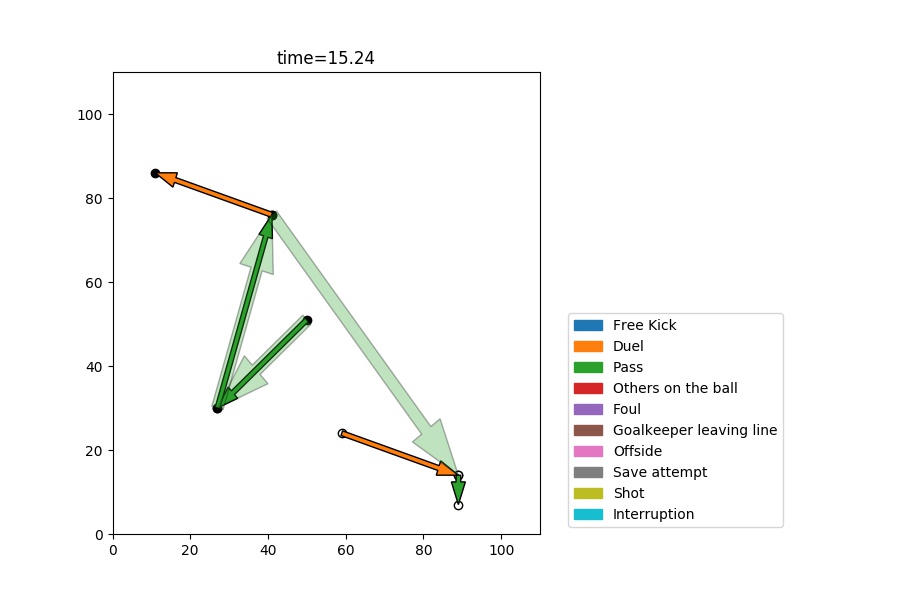 time=15.24
100
80
60
40
20
0
0 20 40 60 80 100
Free Kick
Duel
Pass
Others on the ball
Foul
Goalkeeper leaving line
Offside
Save attempt
Shot
Interruption